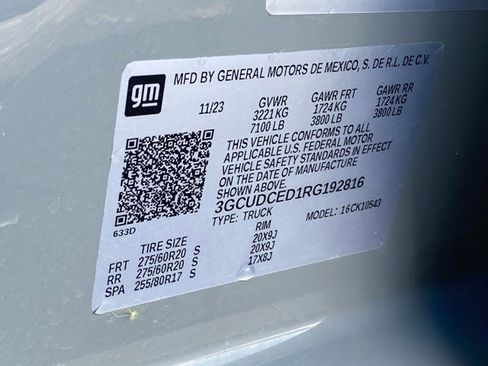 gm
MFD BY GENERAL MOTORS DE MEXICO, S. DE R.L. DE C.V.
11/23 GVWR GAWR FRT GAWR RR
3221 KG 1724 KG 1724 KG
7100 LB 3800 LB 3800 LB
THIS VEHICLE CONFORMS TO ALL
APPLICABLE U.S. FEDERAL MOTOR
VEHICLE SAFETY STANDARDS IN EFFECT
ON THE DATE OF MANUFACTURE
SHOWN ABOVE.
3GCUDCED1RG192816
TYPE: TRUCK MODEL: 16CK10543
633D
TIRE SIZE RIM
FRT 275/60R20 S 20X9J
RR 275/60R20 S 20X9J
SPA 255/80R17 S 17X8J